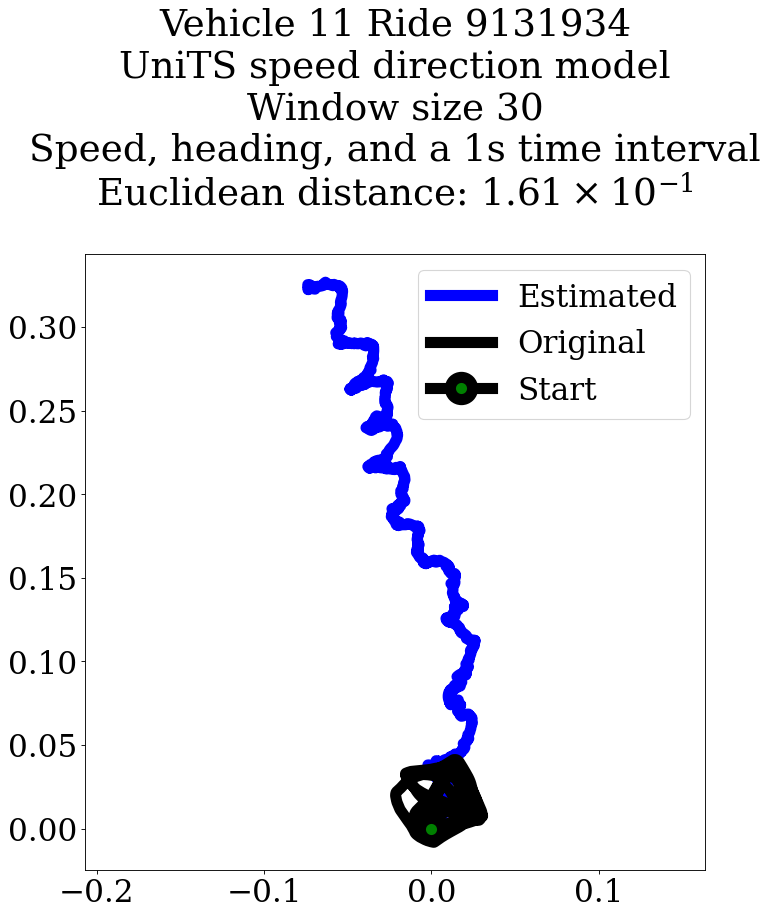 Vehicle 11 Ride 9131934
UniTS speed direction model
Window size 30
Speed, heading, and a 1s time interval
Euclidean distance: 1.61 × 10⁻¹
Estimated
Original
Start
0.30
0.25
0.20
0.15
0.10
0.05
0.00
−0.2 −0.1 0.0 0.1